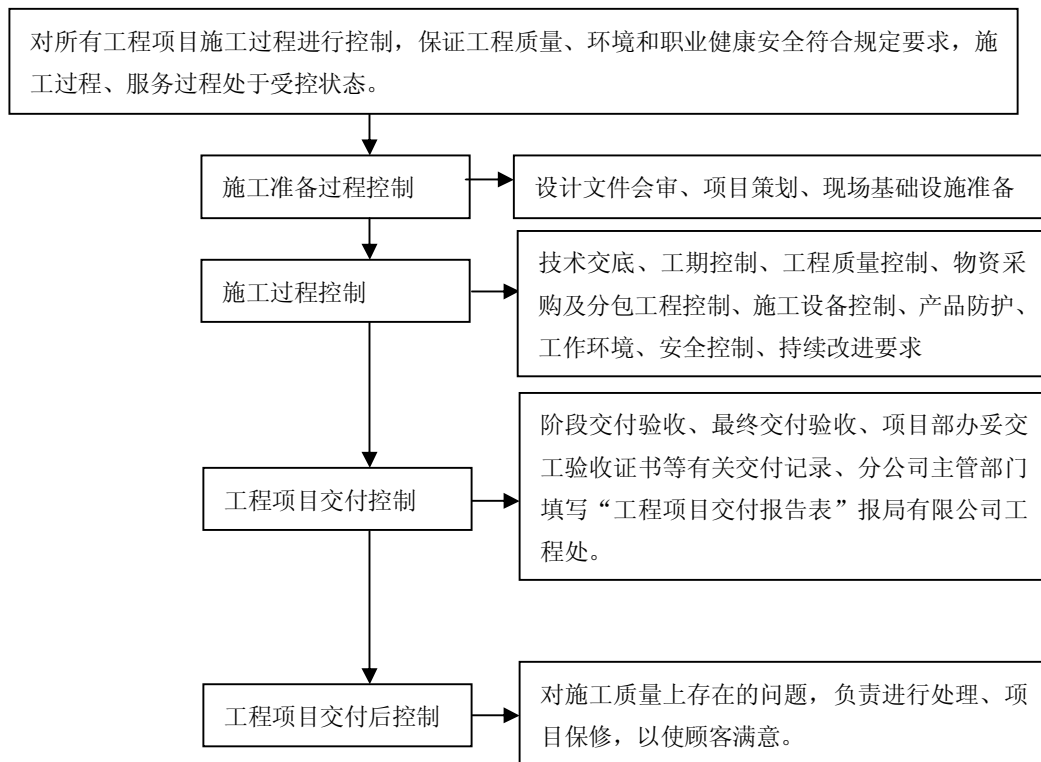 对所有工程项目施工过程进行控制，保证工程质量、环境和职业健康安全符合规定要求，施
工过程、服务过程处于受控状态。
施工准备过程控制
设计文件会审、项目策划、现场基础设施准备
施工过程控制
技术交底、工期控制、工程质量控制、物资采
购及分包工程控制、施工设备控制、产品防护、
工作环境、安全控制、持续改进要求
工程项目交付控制
阶段交付验收、最终交付验收、项目部办妥交
工验收证书等有关交付记录、分公司主管部门
填写“工程项目交付报告表”报局有限公司工
程处。
工程项目交付后控制
对施工质量上存在的问题，负责进行处理、项
目保修，以使顾客满意。